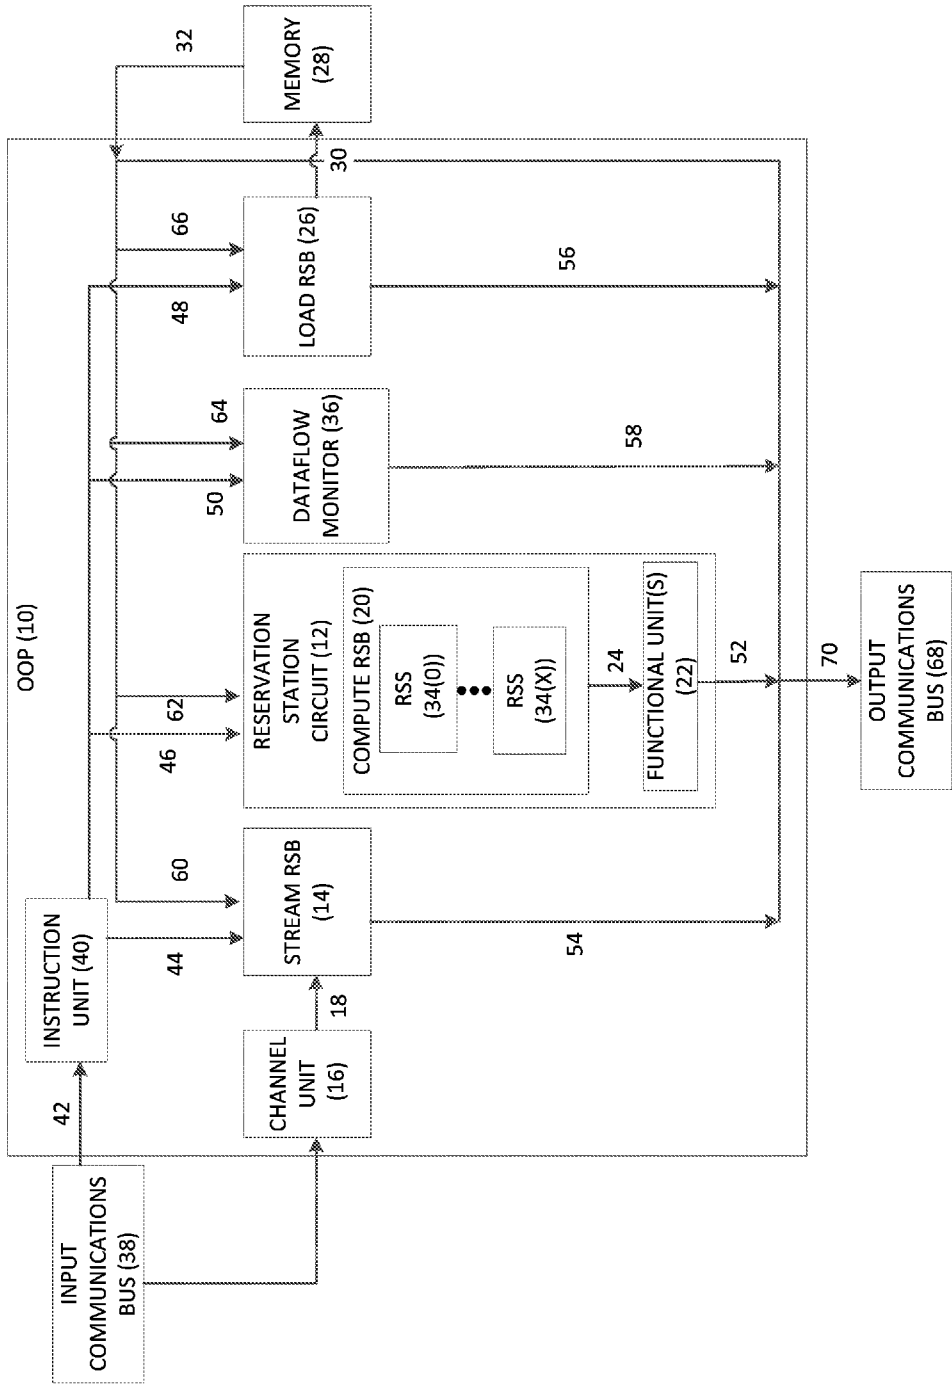 OOP (10)
INPUT
COMMUNICATIONS
BUS (38)
42
INSTRUCTION
UNIT (40)
44
60
46
62
50
64
48
66
32
CHANNEL
UNIT
(16)
18
STREAM RSB
(14)
RESERVATION
STATION
CIRCUIT (12)
COMPUTE RSB (20)
RSS
(34(0))
RSS
(34(X))
24
FUNCTIONAL UNIT(S)
(22)
DATAFLOW
MONITOR (36)
LOAD RSB (26)
30
MEMORY
(28)
54
52
58
56
70
OUTPUT
COMMUNICATIONS
BUS (68)